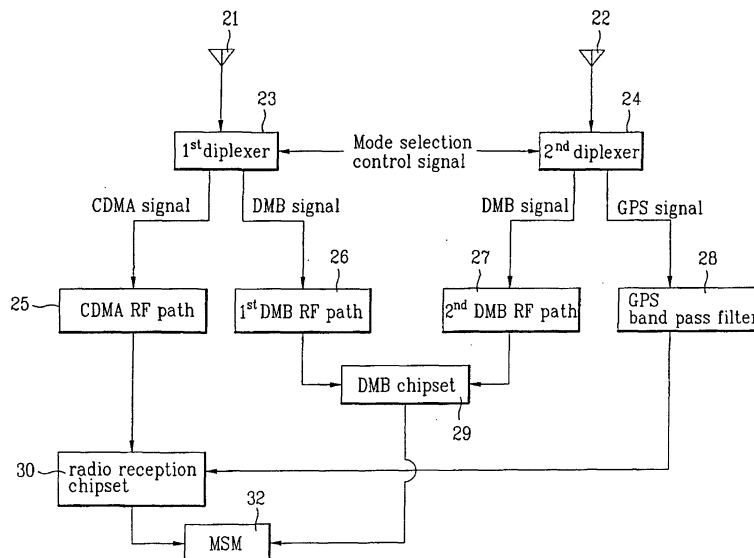 21
22
23
24
1st diplexer
Mode selection
control signal
2nd diplexer
CDMA signal
DMB signal
DMB signal
GPS signal
26
27
28
25
CDMA RF path
1st DMB RF path
2nd DMB RF path
GPS
band pass filter
DMB chipset
29
30
radio reception
chipset
32
MSM